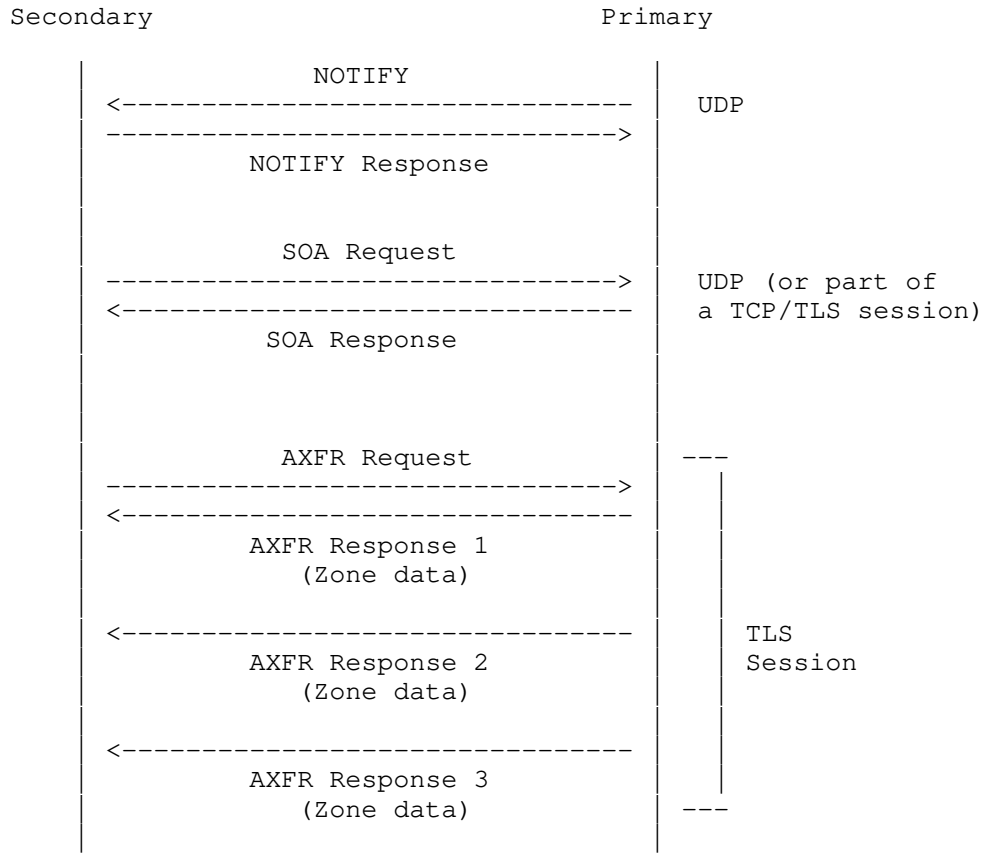 Secondary Primary
NOTIFY
UDP
NOTIFY Response
SOA Request
UDP (or part of
a TCP/TLS session)
SOA Response
AXFR Request
AXFR Response 1
(Zone data)
TLS
AXFR Response 2 Session
(Zone data)
AXFR Response 3
(Zone data)